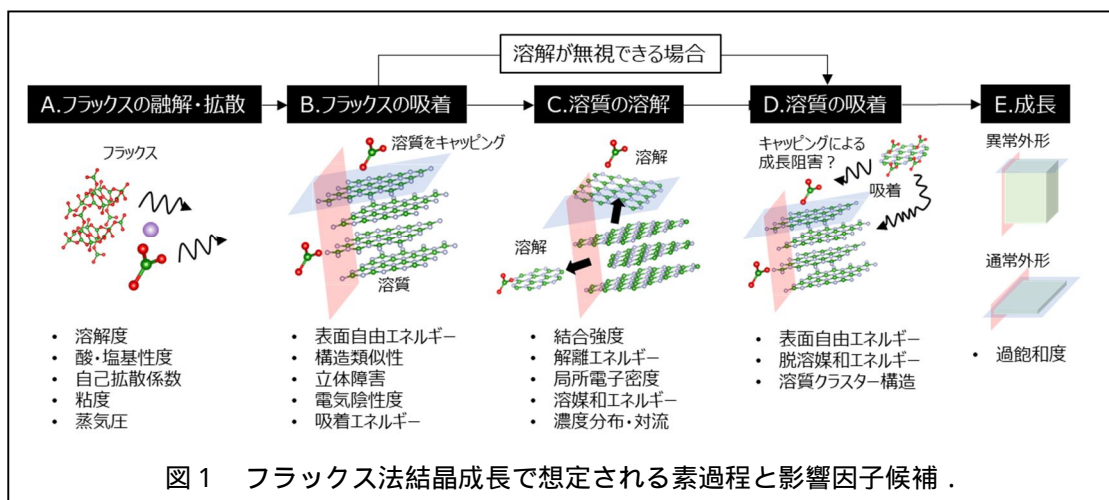 溶解が無視できる場合
A.フラックスの融解・拡散
B.フラックスの吸着
C.溶質の溶解
D.溶質の吸着
E.成長
フラックス
溶質をキャッピング
溶質
溶解
溶解
キャッピングによる
成長阻害？
吸着
異常外形
通常外形
• 溶解度
• 酸・塩基性度
• 自己拡散係数
• 粘度
• 蒸気圧
• 表面自由エネルギー
• 構造類似性
• 立体障害
• 電気陰性度
• 吸着エネルギー
• 結合強度
• 解離エネルギー
• 局所電子密度
• 溶媒和エネルギー
• 濃度分布・対流
• 表面自由エネルギー
• 脱溶媒和エネルギー
• 溶質クラスター構造
• 過飽和度
図１　フラックス法結晶成長で想定される素過程と影響因子候補．